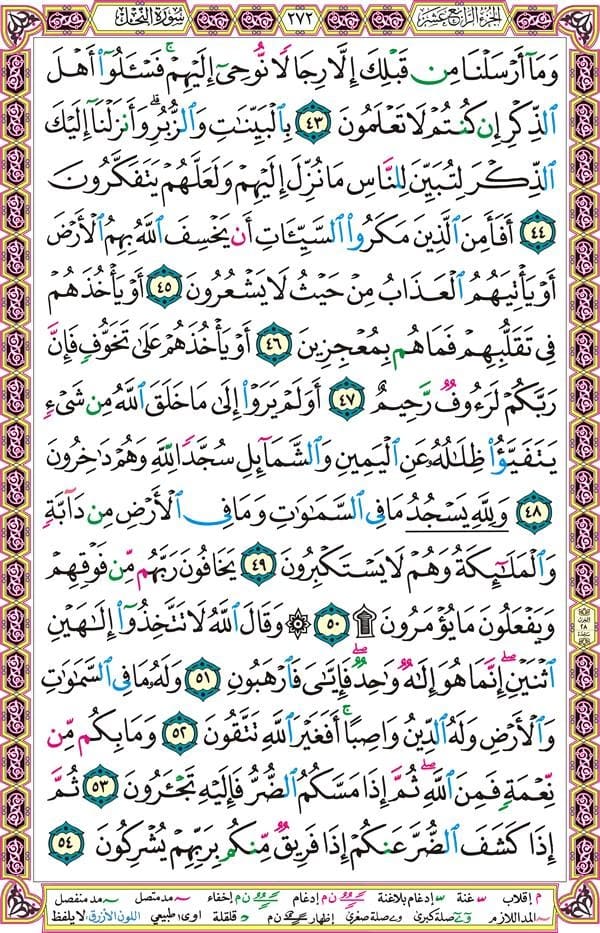 الجزء الرابع عشر ٢٧٢ سورة النحل
وَمَآ أَرْسَلْنَا مِن قَبْلِكَ إِلَّا رِجَالًا نُّوحِىٓ إِلَيْهِمْ ۚ فَسْـَٔلُوٓا۟ أَهْلَ
ٱلذِّكْرِ إِن كُنتُمْ لَا تَعْلَمُونَ ٤٣ بِٱلْبَيِّنَـٰتِ وَٱلزُّبُرِ ۗ وَأَنزَلْنَآ إِلَيْكَ
ٱلذِّكْرَ لِتُبَيِّنَ لِلنَّاسِ مَا نُزِّلَ إِلَيْهِمْ وَلَعَلَّهُمْ يَتَفَكَّرُونَ
٤٤ أَفَأَمِنَ ٱلَّذِينَ مَكَرُوا۟ ٱلسَّيِّـَٔاتِ أَن يَخْسِفَ ٱللَّهُ بِهِمُ ٱلْأَرْضَ
أَوْ يَأْتِيَهُمُ ٱلْعَذَابُ مِنْ حَيْثُ لَا يَشْعُرُونَ ٤٥ أَوْ يَأْخُذَهُمْ
فِى تَقَلُّبِهِمْ فَمَا هُم بِمُعْجِزِينَ ٤٦ أَوْ يَأْخُذَهُمْ عَلَىٰ تَخَوُّفٍ فَإِنَّ
رَبَّكُمْ لَرَءُوفٌ رَّحِيمٌ ٤٧ أَوَلَمْ يَرَوْا۟ إِلَىٰ مَا خَلَقَ ٱللَّهُ مِن شَىْءٍ
يَتَفَيَّؤُا۟ ظِلَـٰلُهُۥ عَنِ ٱلْيَمِينِ وَٱلشَّمَآئِلِ سُجَّدًا لِّلَّهِ وَهُمْ دَٰخِرُونَ
٤٨ وَلِلَّهِ يَسْجُدُ مَا فِى ٱلسَّمَـٰوَٰتِ وَمَا فِى ٱلْأَرْضِ مِن دَآبَّةٍ
وَٱلْمَلَـٰٓئِكَةُ وَهُمْ لَا يَسْتَكْبِرُونَ ٤٩ يَخَافُونَ رَبَّهُم مِّن فَوْقِهِمْ
وَيَفْعَلُونَ مَا يُؤْمَرُونَ ۩ ٥٠ ۞ وَقَالَ ٱللَّهُ لَا تَتَّخِذُوٓا۟ إِلَـٰهَيْنِ
ٱثْنَيْنِ ۖ إِنَّمَا هُوَ إِلَـٰهٌ وَٰحِدٌ ۖ فَإِيَّـٰىَ فَٱرْهَبُونِ ٥١ وَلَهُۥ مَا فِى ٱلسَّمَـٰوَٰتِ
وَٱلْأَرْضِ وَلَهُ ٱلدِّينُ وَاصِبًا ۚ أَفَغَيْرَ ٱللَّهِ تَتَّقُونَ ٥٢ وَمَا بِكُم مِّن
نِّعْمَةٍ فَمِنَ ٱللَّهِ ۖ ثُمَّ إِذَا مَسَّكُمُ ٱلضُّرُّ فَإِلَيْهِ تَجْـَٔرُونَ ٥٣ ثُمَّ
إِذَا كَشَفَ ٱلضُّرَّ عَنكُمْ إِذَا فَرِيقٌ مِّنكُم بِرَبِّهِمْ يُشْرِكُونَ ٥٤
م إقلاب غنة إدغام بلاغنة ن م إدغام ن م إخفاء مد متصل مد منفصل
المد اللازم صلة كبرى صلة صغرى إظهار ن م قلقلة اوى طبيعي اللون الأزرق: لا يلفظ